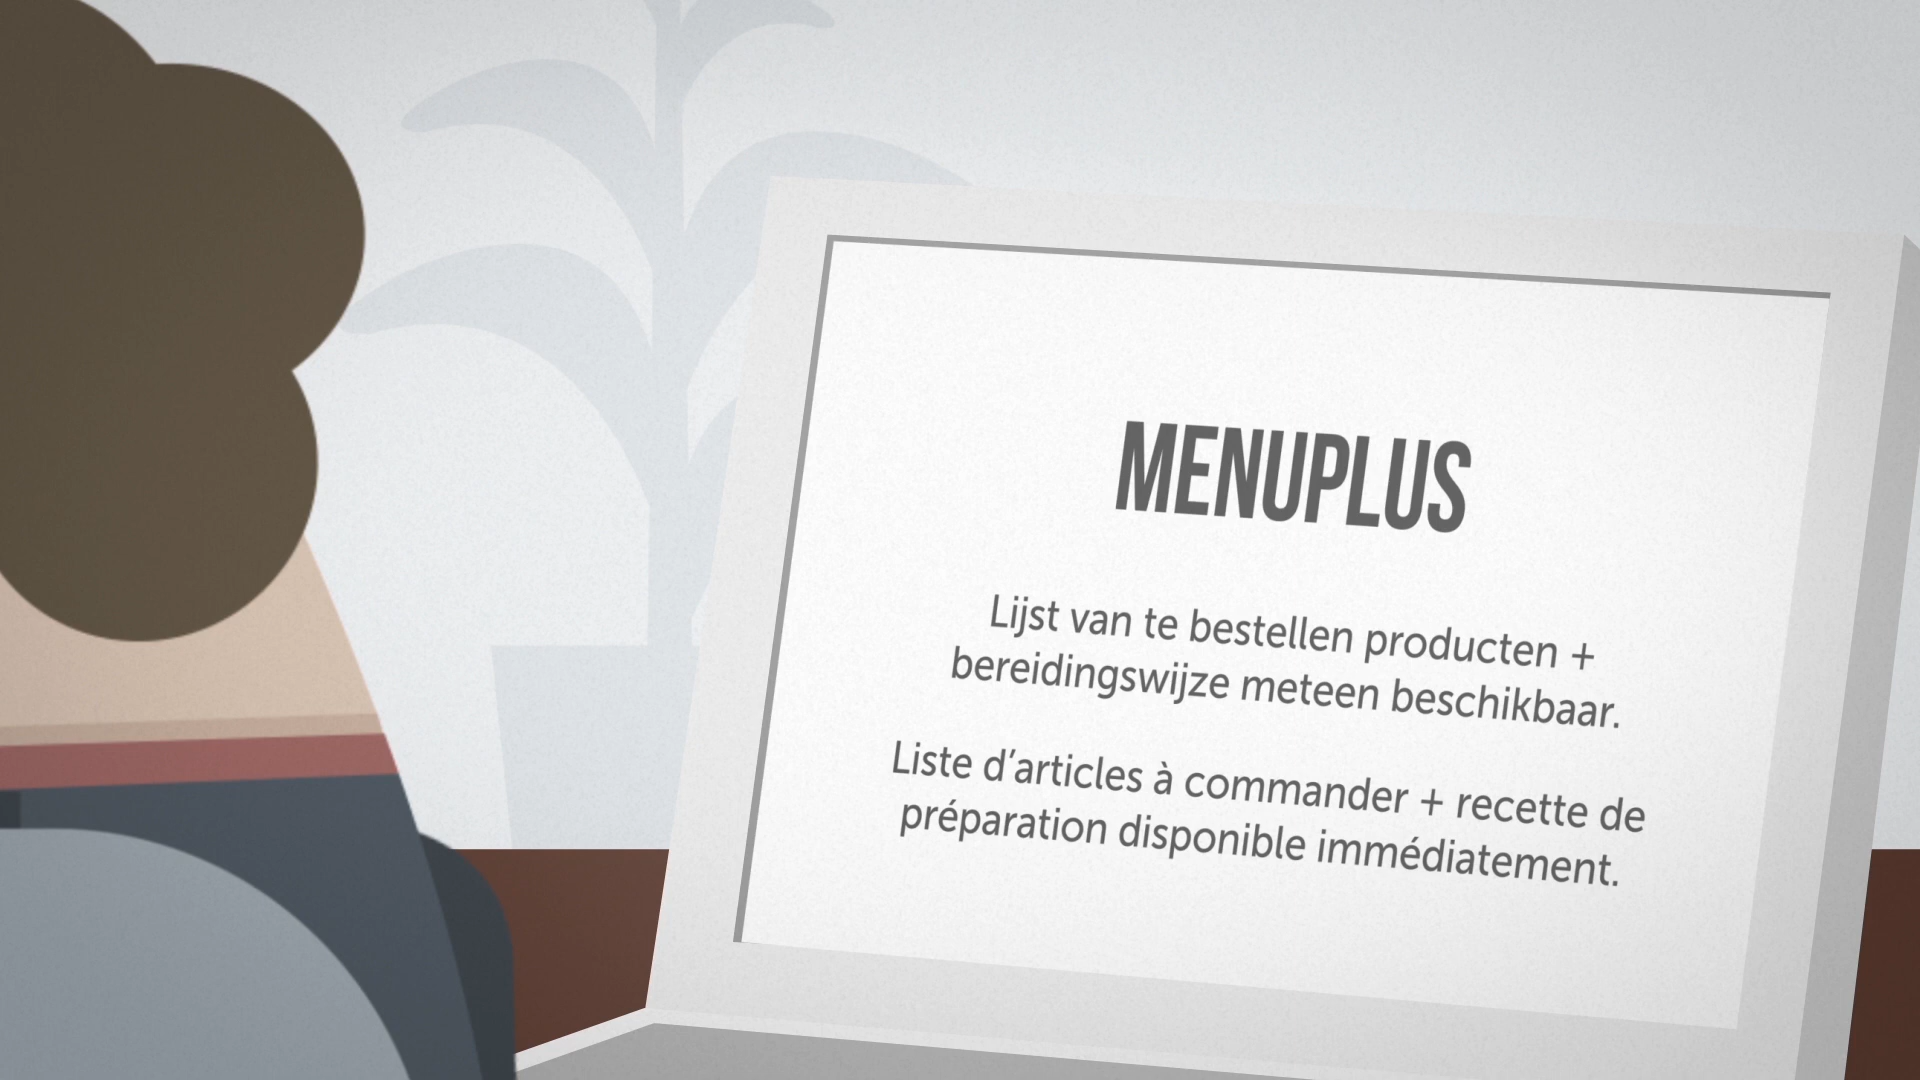 MENUPLUS
Lijst van te bestellen producten +
bereidingswijze meteen beschikbaar.
Liste d’articles à commander + recette de
préparation disponible immédiatement.